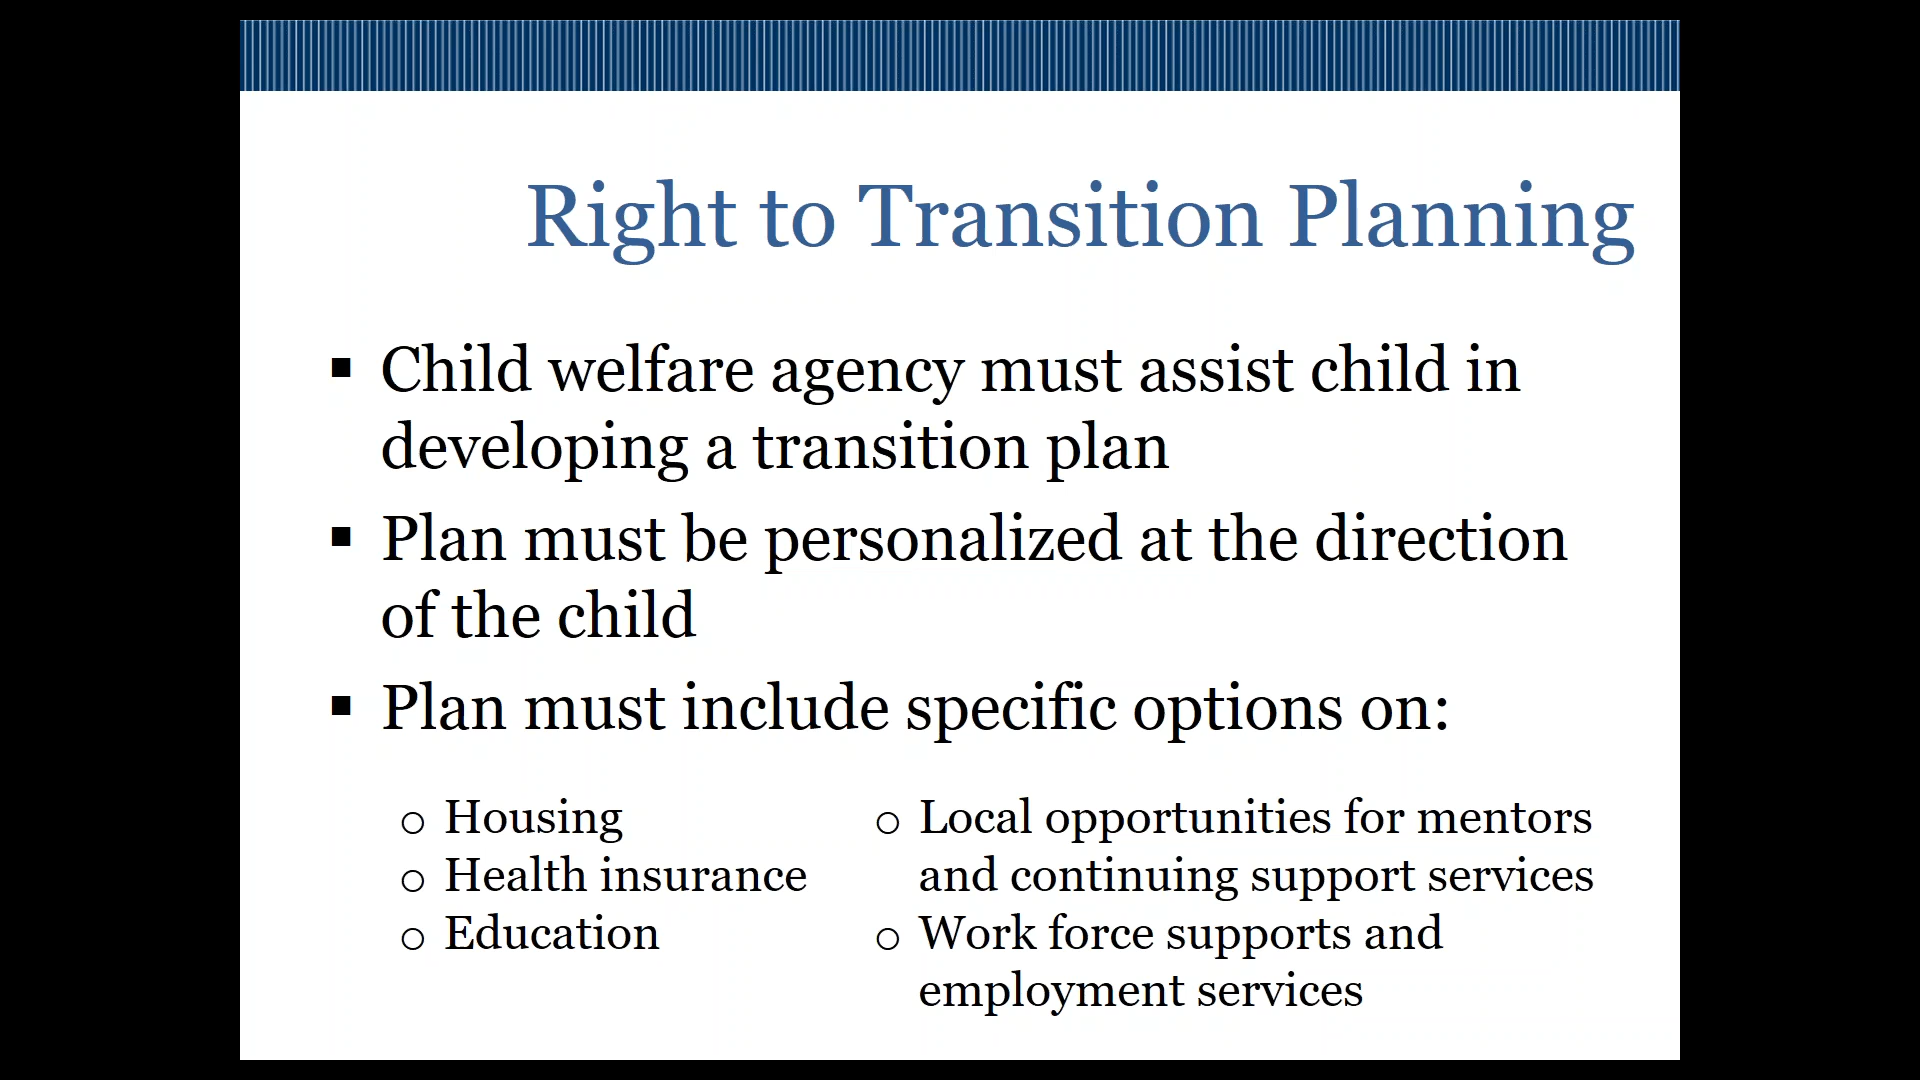 Right to Transition Planning
▪ Child welfare agency must assist child in
developing a transition plan
▪ Plan must be personalized at the direction
of the child
▪ Plan must include specific options on:
○ Housing
○ Health insurance
○ Education
○ Local opportunities for mentors
and continuing support services
○ Work force supports and
employment services